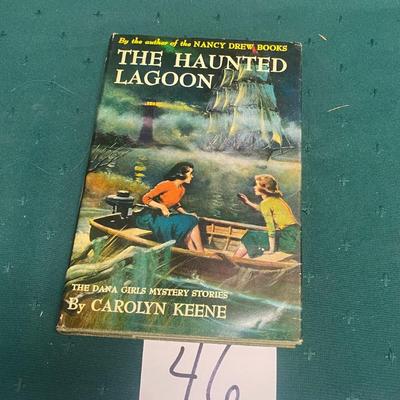 By the author of the NANCY DREW BOOKS
THE HAUNTED
LAGOON
THE DANA GIRLS MYSTERY STORIES
By CAROLYN KEENE
46